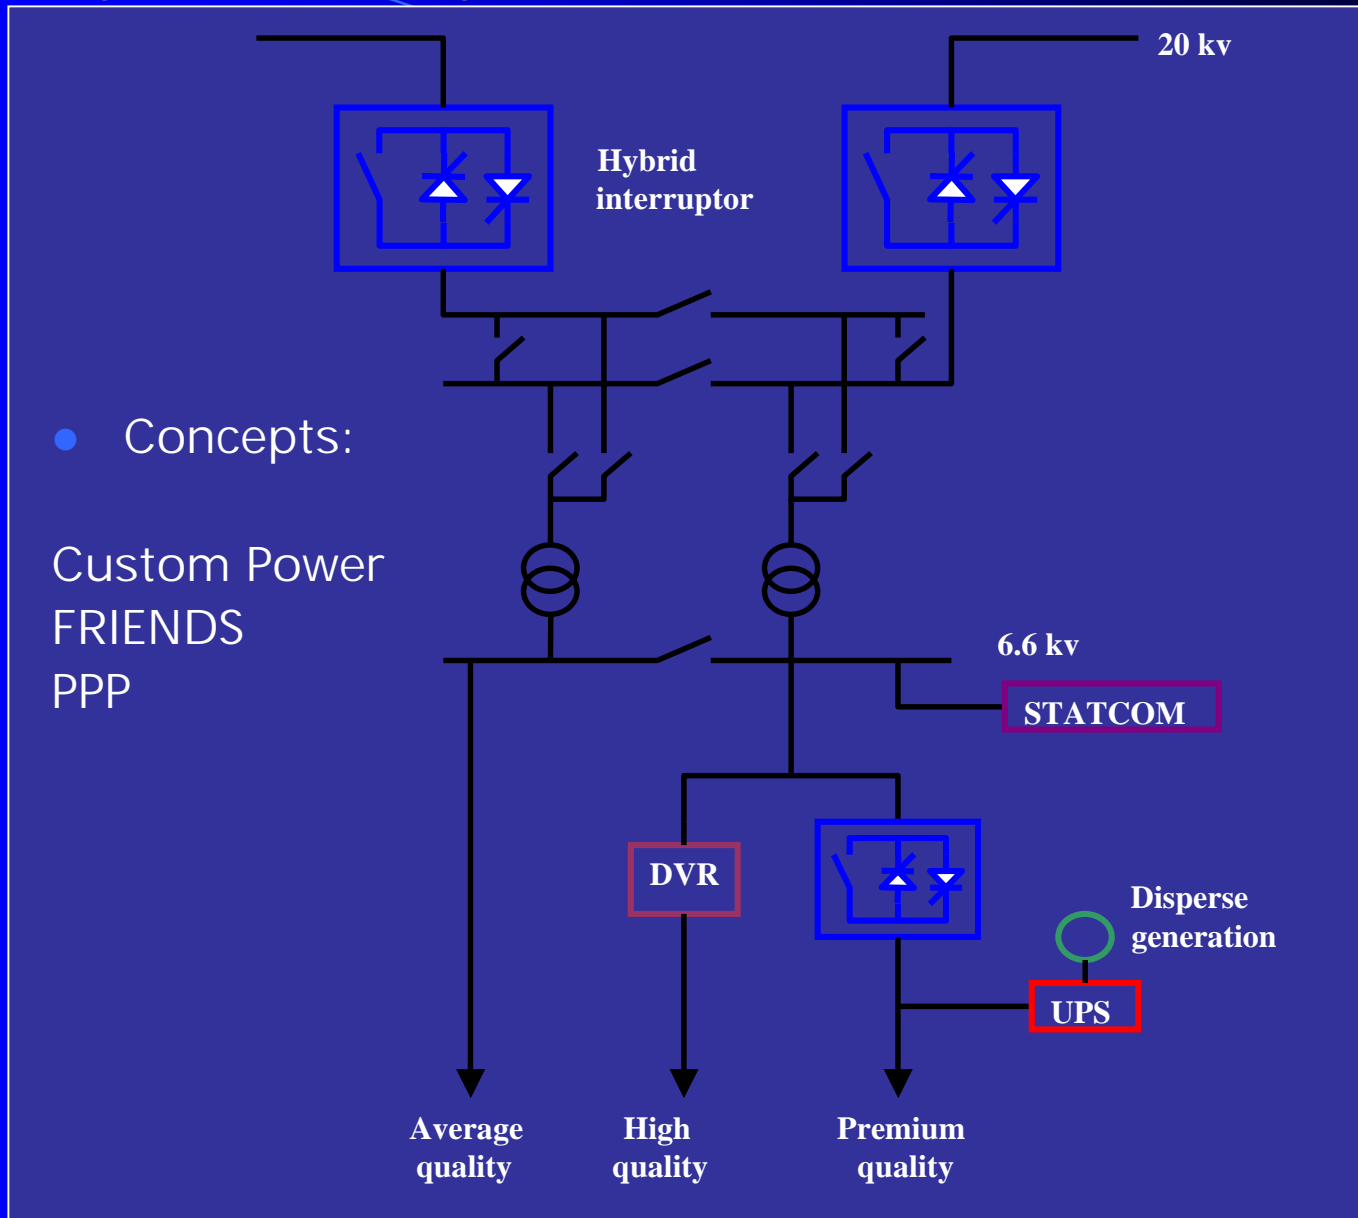 20 kv
Hybrid
interruptor
Concepts:
Custom Power
FRIENDS
PPP
6.6 kv
STATCOM
DVR
Disperse
generation
UPS
Average
quality
High
quality
Premium
quality